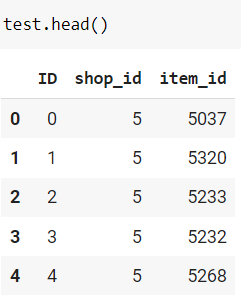 test.head()
ID shop_id item_id
0 0 5 5037
1 1 5 5320
2 2 5 5233
3 3 5 5232
4 4 5 5268